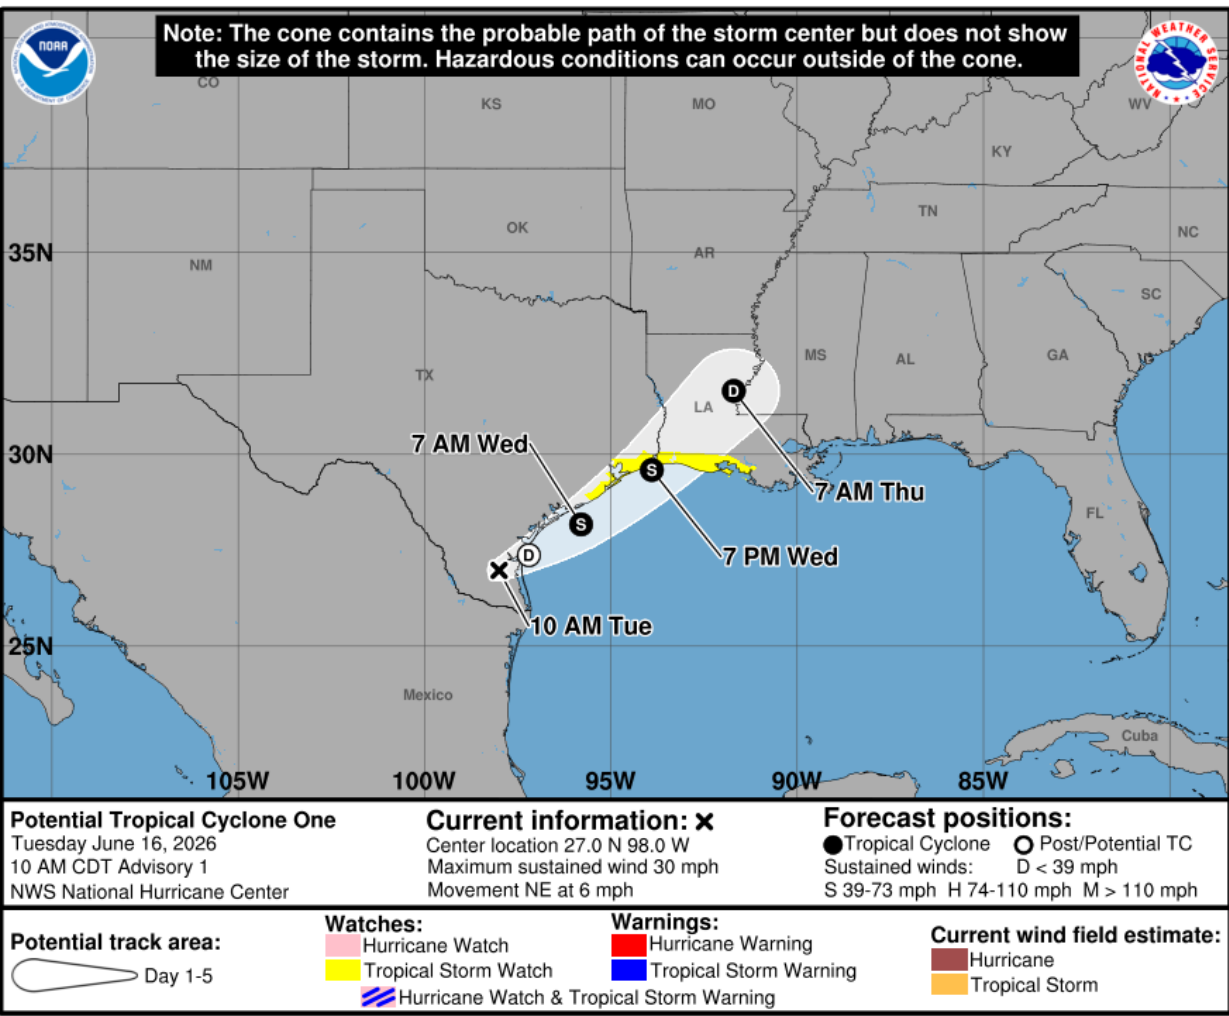 Note: The cone contains the probable path of the storm center but does not show
the size of the storm. Hazardous conditions can occur outside of the cone.
NOAA
NATIONAL WEATHER SERVICE
CO
KS
MO
WV
KY
OK
TN
NC
35N
NM
AR
SC
TX
MS
AL
GA
LA
D
7 AM Wed
30N
S
7 AM Thu
S
FL
D
7 PM Wed
10 AM Tue
25N
Mexico
Cuba
105W
100W
95W
90W
85W
Potential Tropical Cyclone One
Tuesday June 16, 2026
10 AM CDT Advisory 1
NWS National Hurricane Center
Current information:
Center location 27.0 N 98.0 W
Maximum sustained wind 30 mph
Movement NE at 6 mph
Forecast positions:
Tropical Cyclone Post/Potential TC
Sustained winds: D < 39 mph
S 39-73 mph H 74-110 mph M > 110 mph
Potential track area:
Day 1-5
Watches:
Hurricane Watch
Tropical Storm Watch
Warnings:
Hurricane Warning
Tropical Storm Warning
Hurricane Watch & Tropical Storm Warning
Current wind field estimate:
Hurricane
Tropical Storm